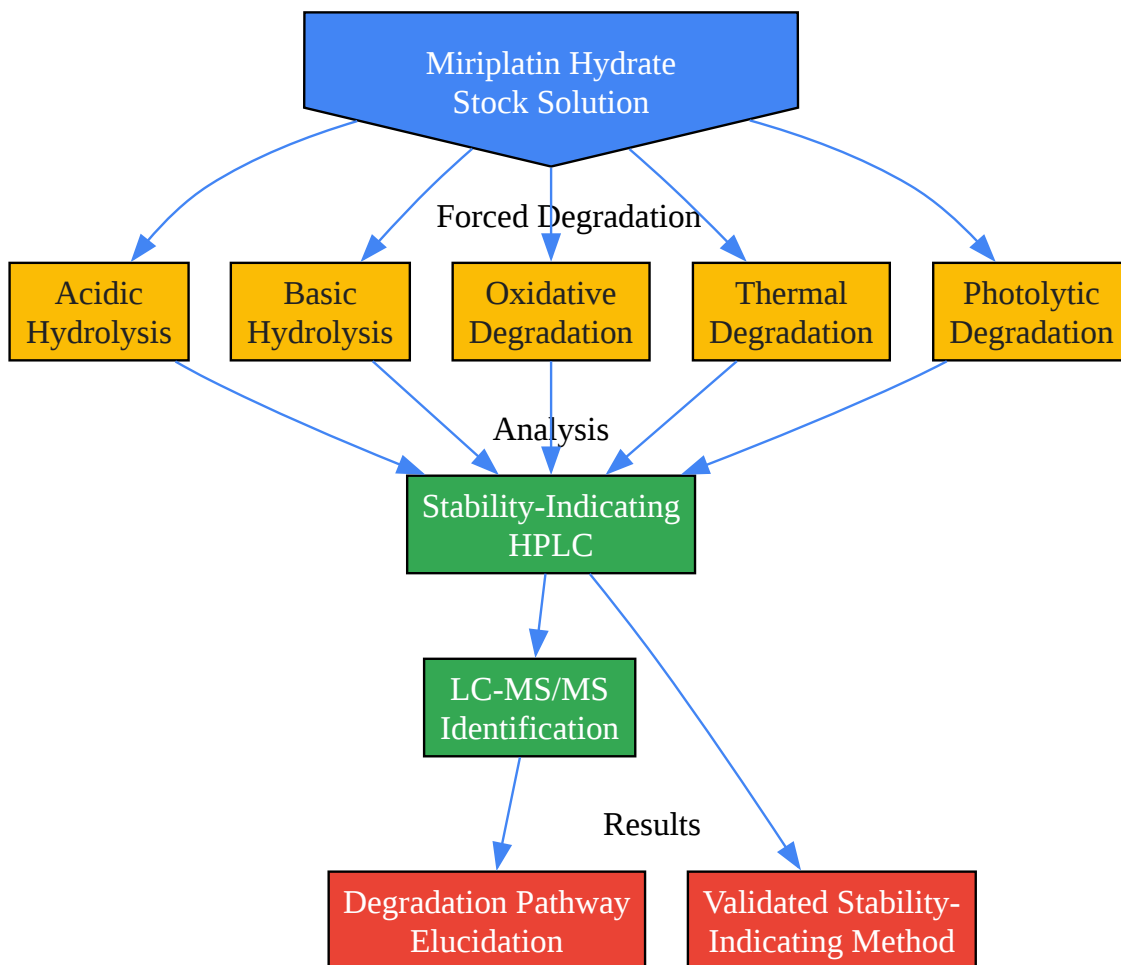 Miriplatin Hydrate
Stock Solution
Forced Degradation
Acidic
Hydrolysis
Basic
Hydrolysis
Oxidative
Degradation
Thermal
Degradation
Photolytic
Degradation
Analysis
Stability-Indicating
HPLC
LC-MS/MS
Identification
Results
Degradation Pathway
Elucidation
Validated Stability-
Indicating Method